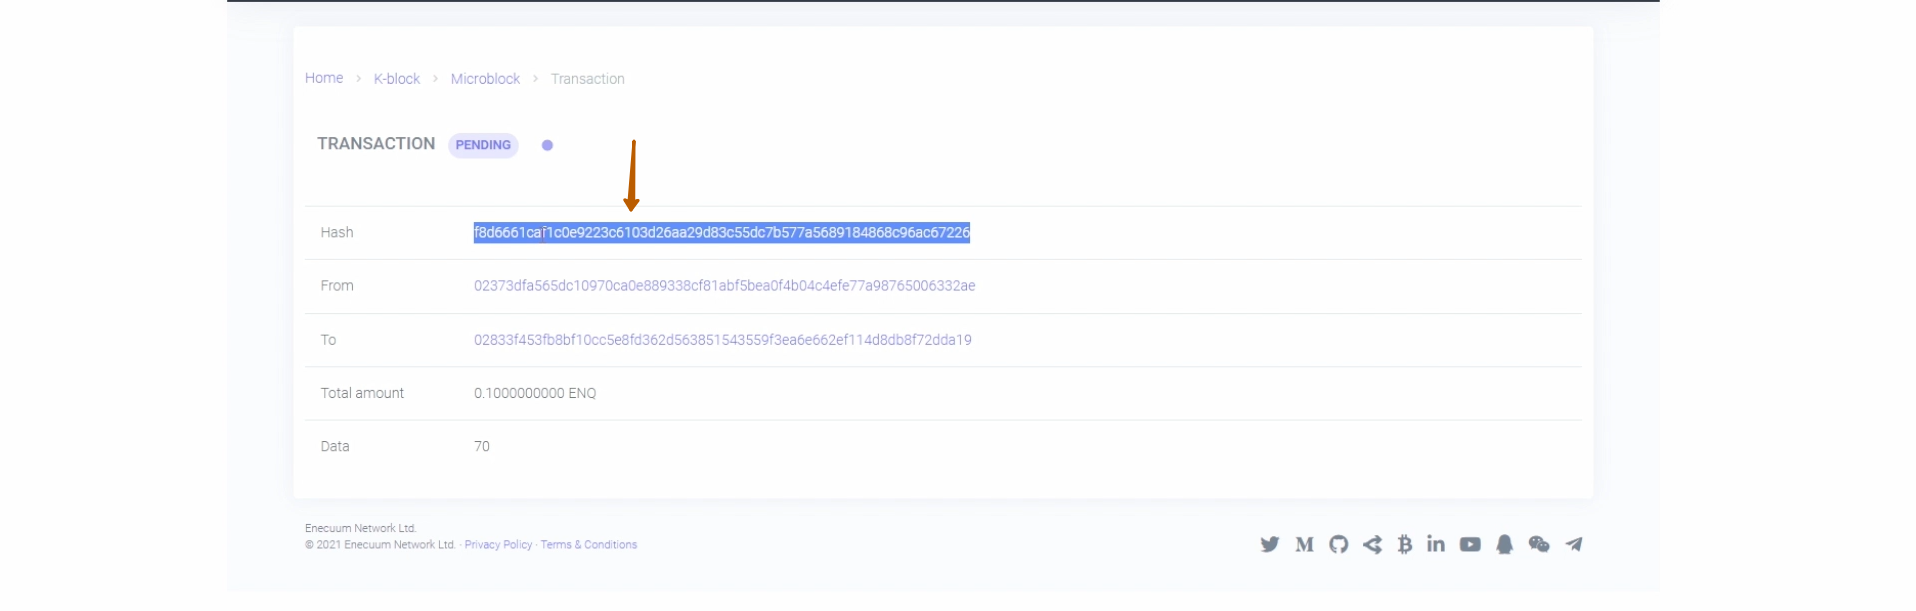 Home > K-block > Microblock > Transaction
TRANSACTION PENDING
Hash f8d6661caf1c0e9223c6103d26aa29d83c55dc7b577a5689184868c96ac67226
From 02373dfa565dc10970ca0e889338cf81abf5bea0f4b04c4efe77a98765006332ae
To 02833f453fb8bf10cc5e8fd362d563851543559f3ea6e662ef114d8db8f72dda19
Total amount 0.1000000000 ENQ
Data 70
Enecuum Network Ltd.
© 2021 Enecuum Network Ltd. · Privacy Policy · Terms & Conditions